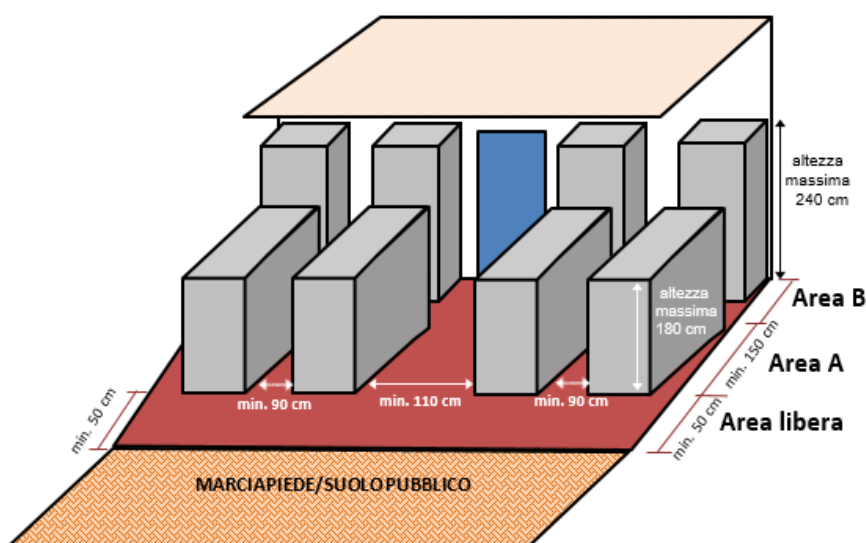 altezza
massima
240 cm
Area B
altezza
massima
180 cm
min. 150 cm
Area A
min. 50 cm
min. 90 cm
min. 110 cm
min. 90 cm
min. 50 cm
Area libera
MARCIAPIEDE/SUOLO PUBBLICO